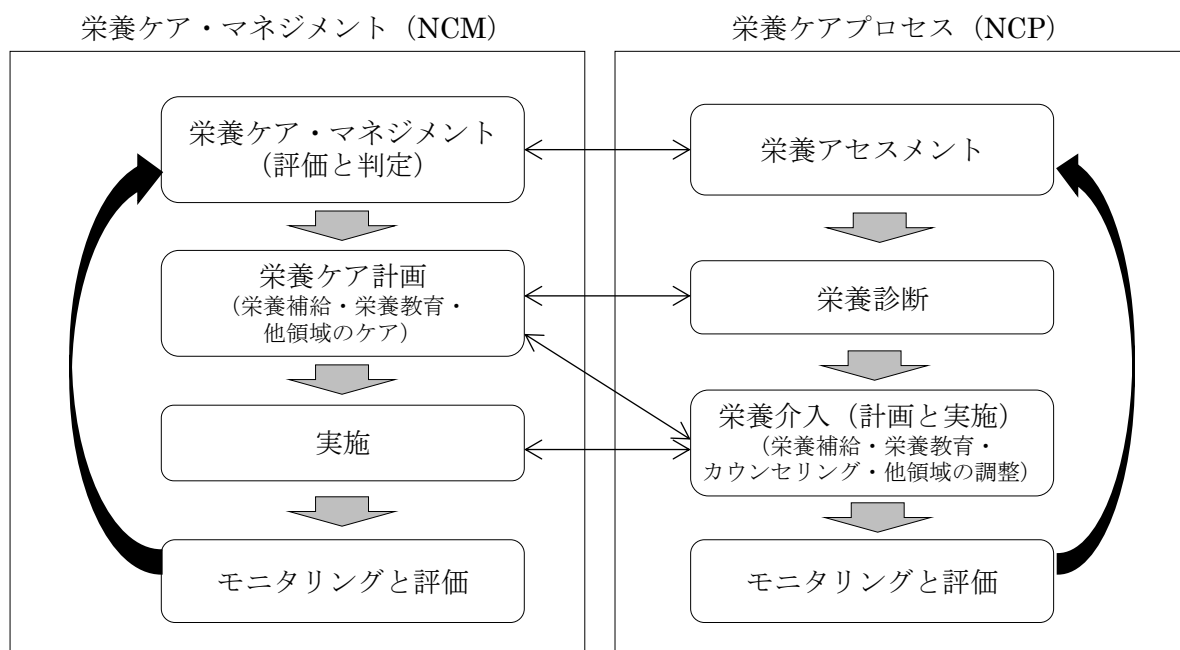 栄養ケア・マネジメント（NCM）
栄養ケア・マネジメント
（評価と判定）
栄養ケア計画
（栄養補給・栄養教育・
他領域のケア）
実施
モニタリングと評価
栄養ケアプロセス（NCP）
栄養アセスメント
栄養診断
栄養介入（計画と実施）
（栄養補給・栄養教育・
カウンセリング・他領域の調整）
モニタリングと評価